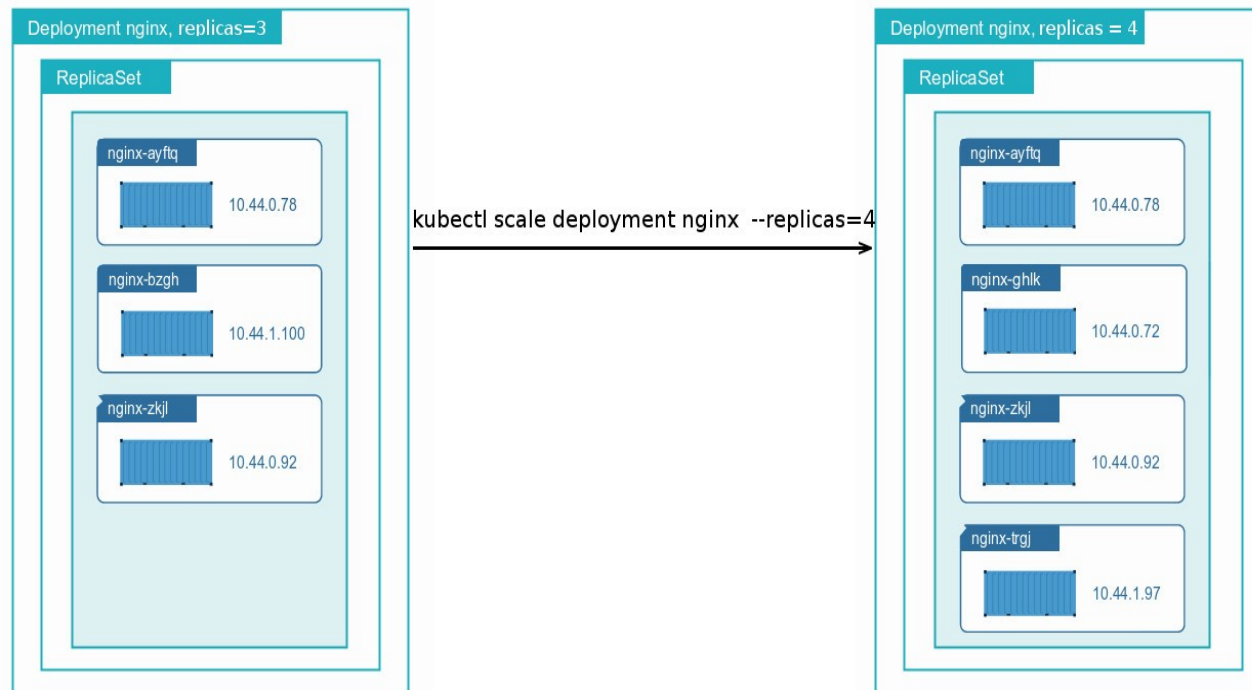 Deployment nginx, replicas=3
ReplicaSet
nginx-ayftq
10.44.0.78
nginx-bzgh
10.44.1.100
nginx-zkjl
10.44.0.92
kubectl scale deployment nginx  --replicas=4
Deployment nginx, replicas = 4
ReplicaSet
nginx-ayftq
10.44.0.78
nginx-ghlk
10.44.0.72
nginx-zkjl
10.44.0.92
nginx-trgj
10.44.1.97